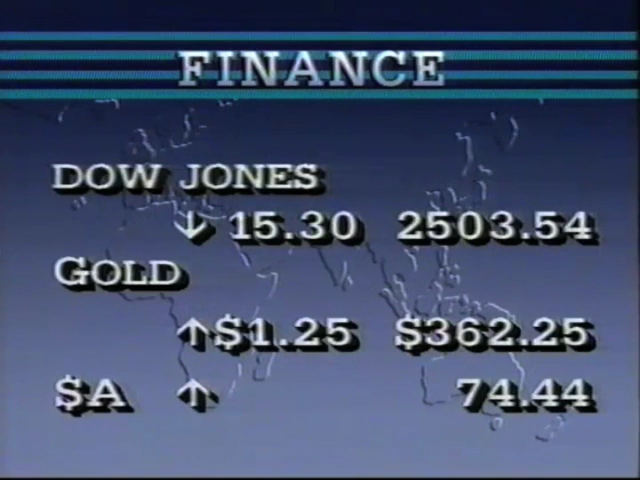 FINANCE
DOW JONES
↓ 15.30 2503.54
GOLD
↑$1.25 $362.25
$A ↑ 74.44